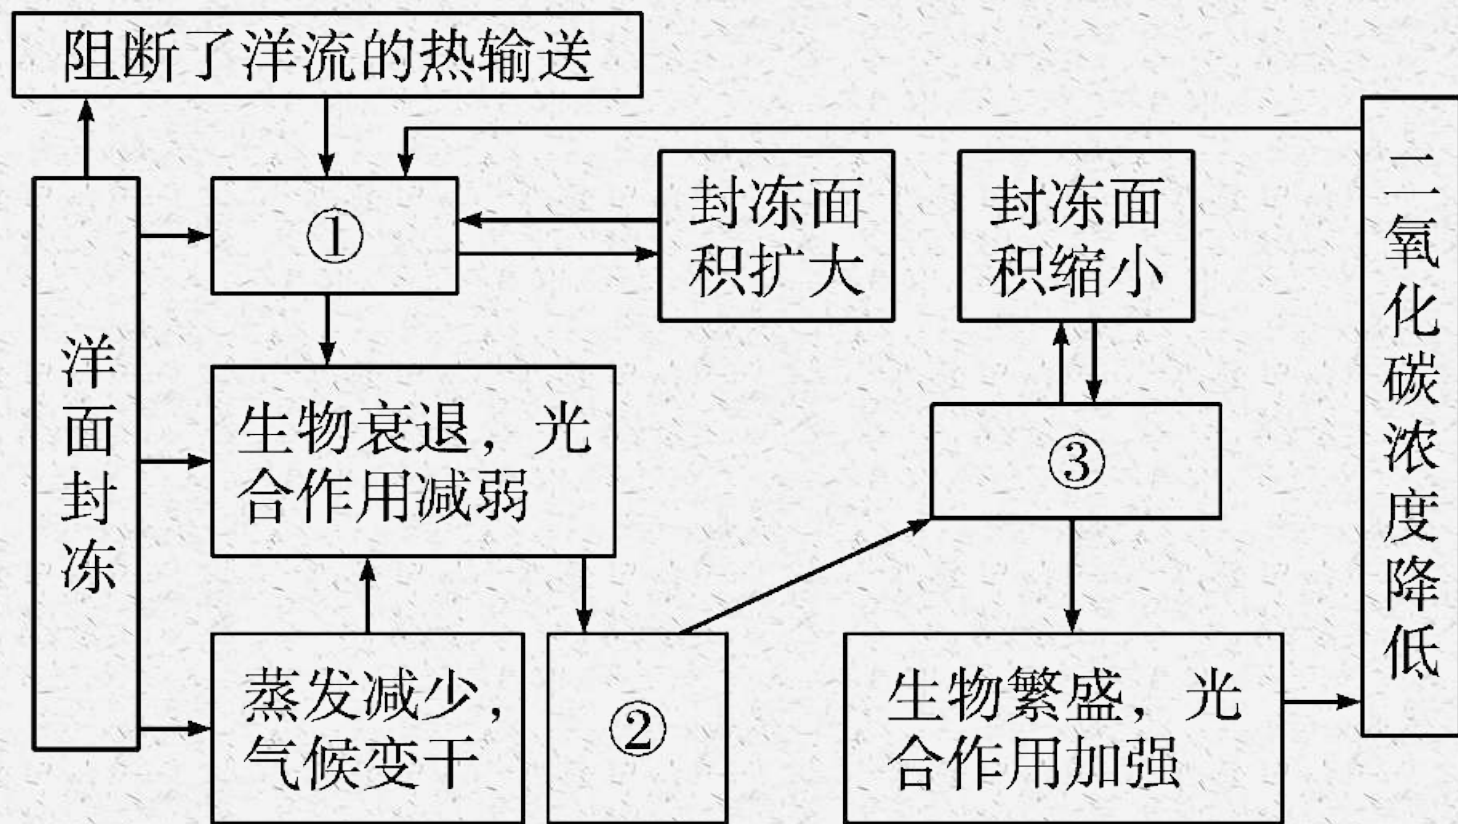 阻断了洋流的热输送
①
封冻面
积扩大
封冻面
积缩小
二氧化碳浓度降低
洋面封冻
生物衰退，光
合作用减弱
③
蒸发减少，
气候变干
②
生物繁盛，光
合作用加强